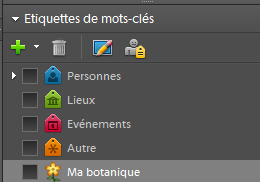 Etiquettes de mots-clés
Personnes
Lieux
Evénements
Autre
Ma botanique